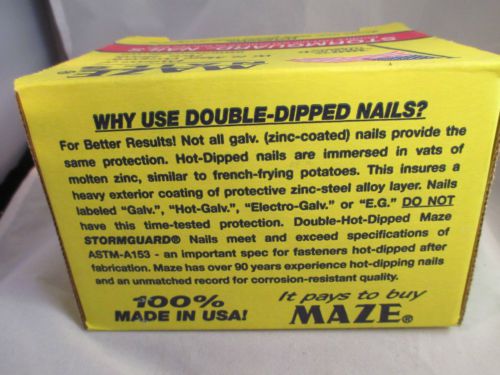 STORMGUARD® NAILS
MAZE®
WHY USE DOUBLE-DIPPED NAILS?
For Better Results! Not all galv. (zinc-coated) nails provide the
same protection. Hot-Dipped nails are immersed in vats of
molten zinc, similar to french-frying potatoes. This insures a
heavy exterior coating of protective zinc-steel alloy layer. Nails
labeled "Galv.", "Hot-Galv.", "Electro-Galv." or "E.G." DO NOT
have this time-tested protection. Double-Hot-Dipped Maze
STORMGUARD® Nails meet and exceed specifications of
ASTM-A153 - an important spec for fasteners hot-dipped after
fabrication. Maze has over 90 years experience hot-dipping nails
and an unmatched record for corrosion-resistant quality.
100%
MADE IN USA!
It pays to buy
MAZE®